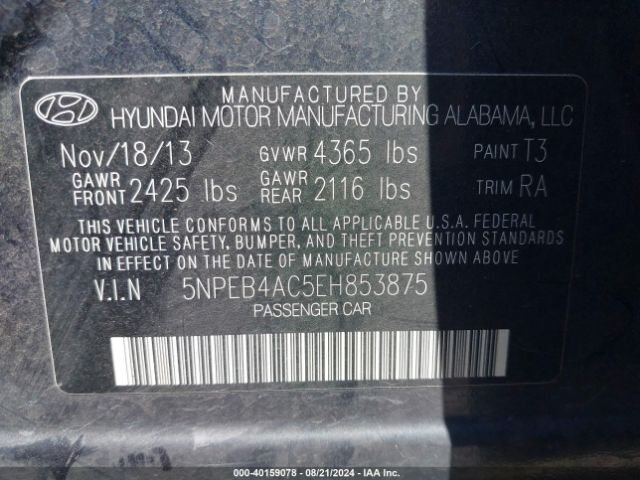 MANUFACTURED BY
HYUNDAI MOTOR MANUFACTURING ALABAMA, LLC
Nov/18/13 GVWR 4365 lbs PAINT T3
GAWR FRONT 2425 lbs GAWR REAR 2116 lbs TRIM RA
THIS VEHICLE CONFORMS TO ALL APPLICABLE U.S.A. FEDERAL
MOTOR VEHICLE SAFETY, BUMPER, AND THEFT PREVENTION STANDARDS
IN EFFECT ON THE DATE OF MANUFACTURE SHOWN ABOVE
V.I.N 5NPEB4AC5EH853875
PASSENGER CAR
000-40159078 - 08/21/2024 - IAA Inc.